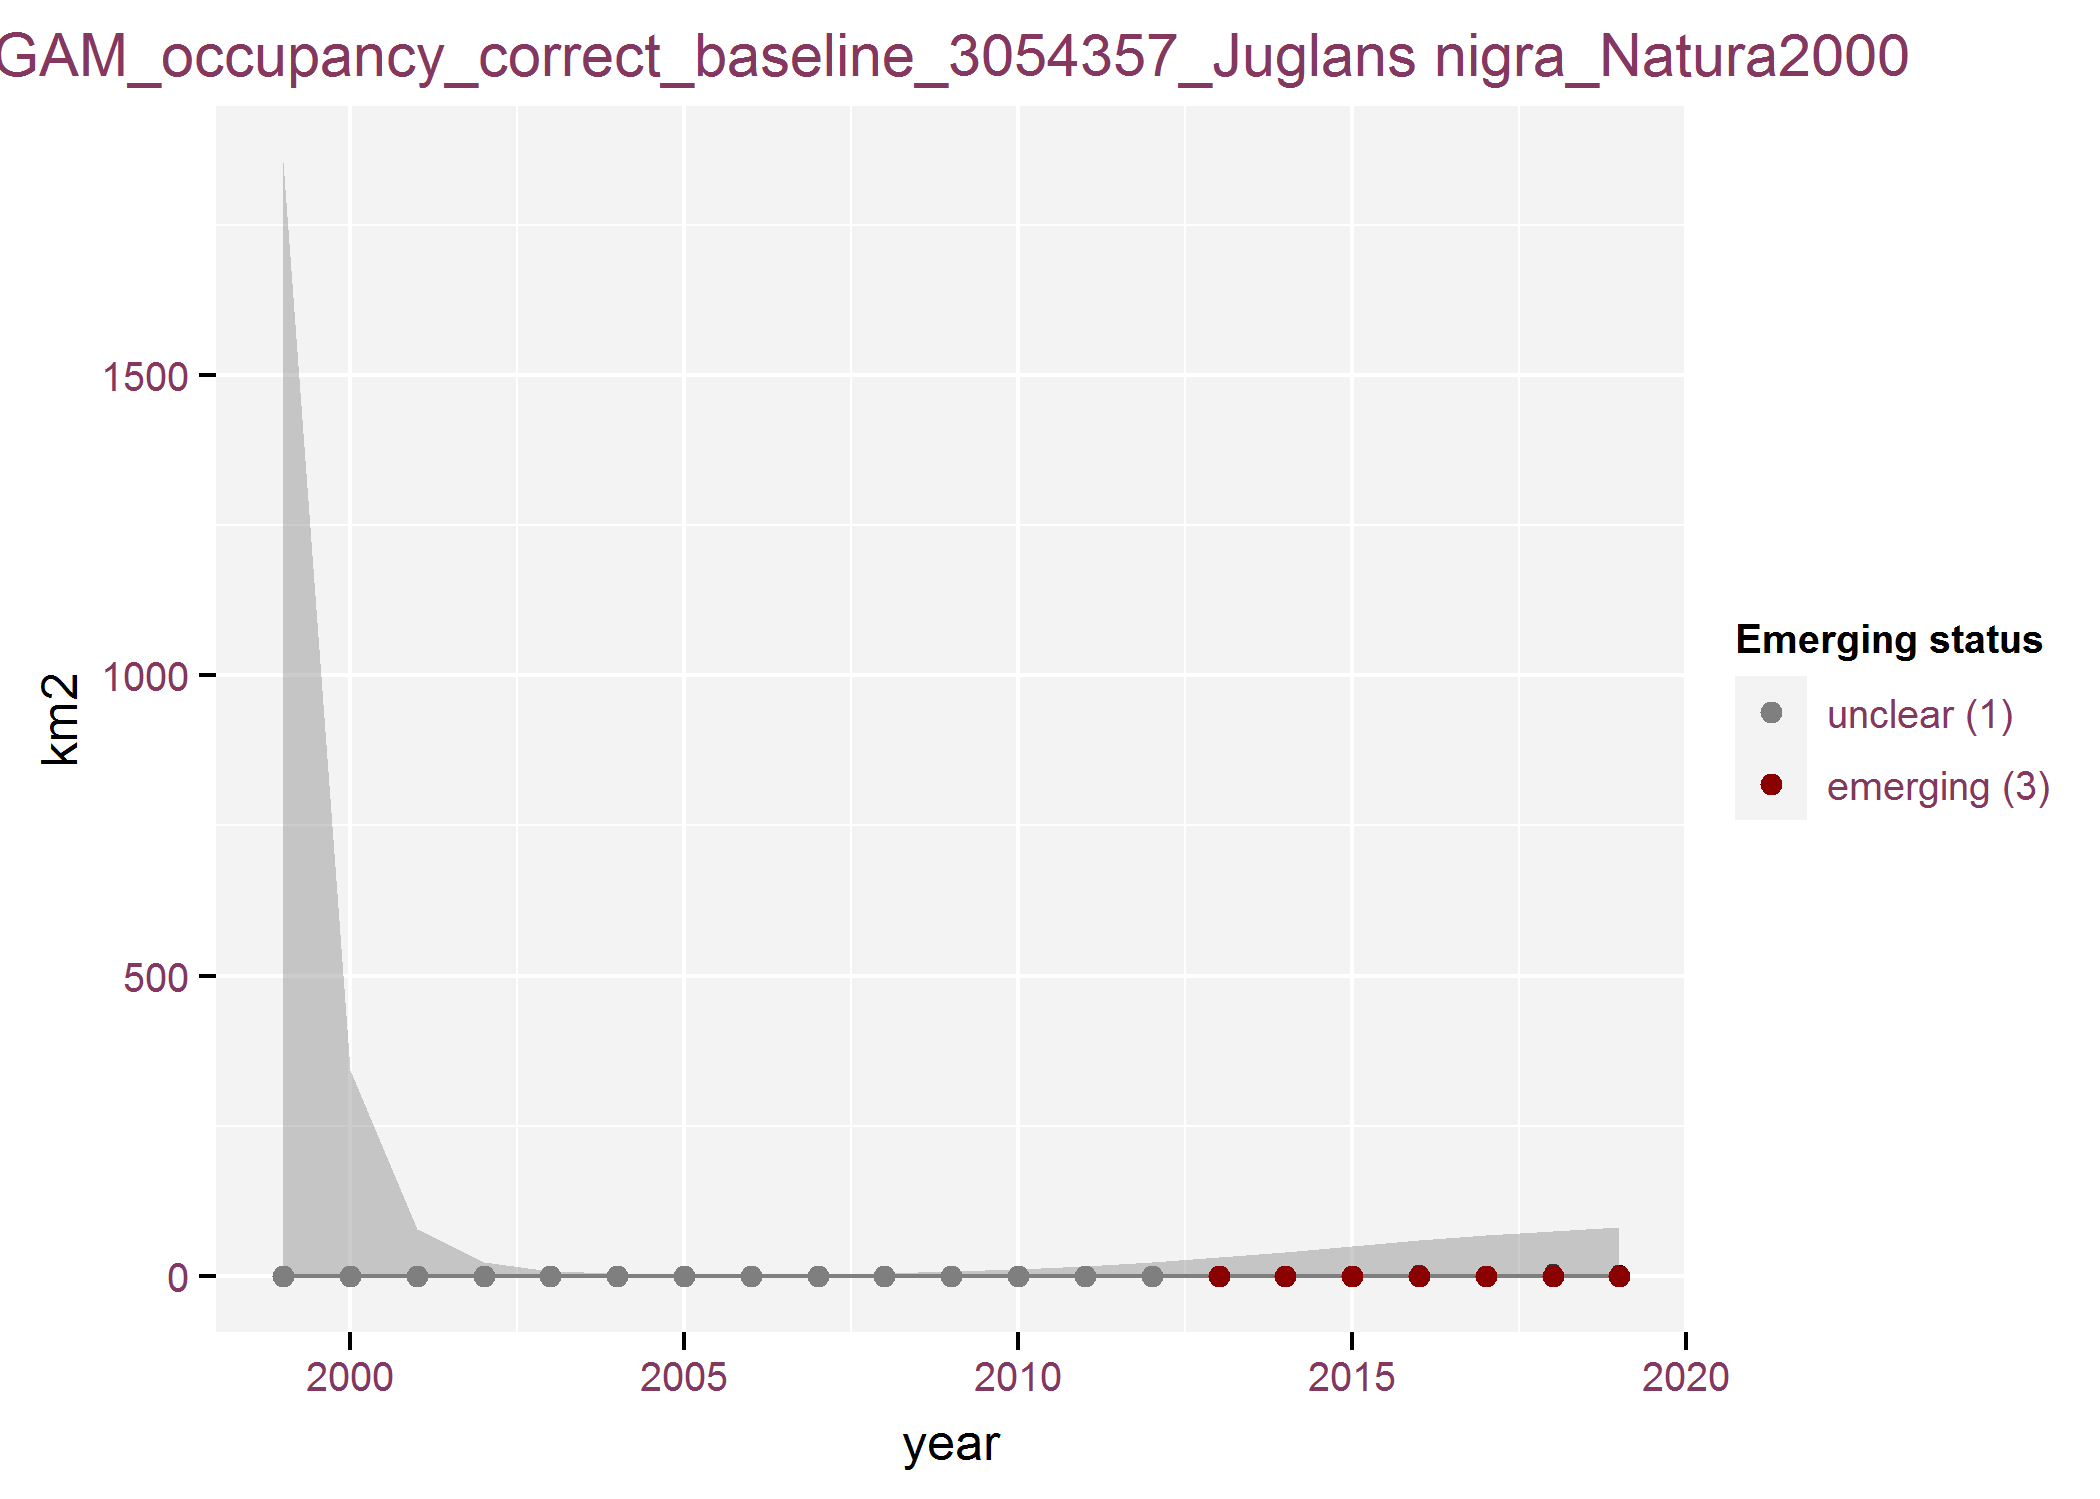 GAM_occupancy_correct_baseline_3054357_Juglans nigra_Natura2000
1500
1000
500
0
km2
2000
2005
2010
2015
2020
year
Emerging status
unclear (1)
emerging (3)